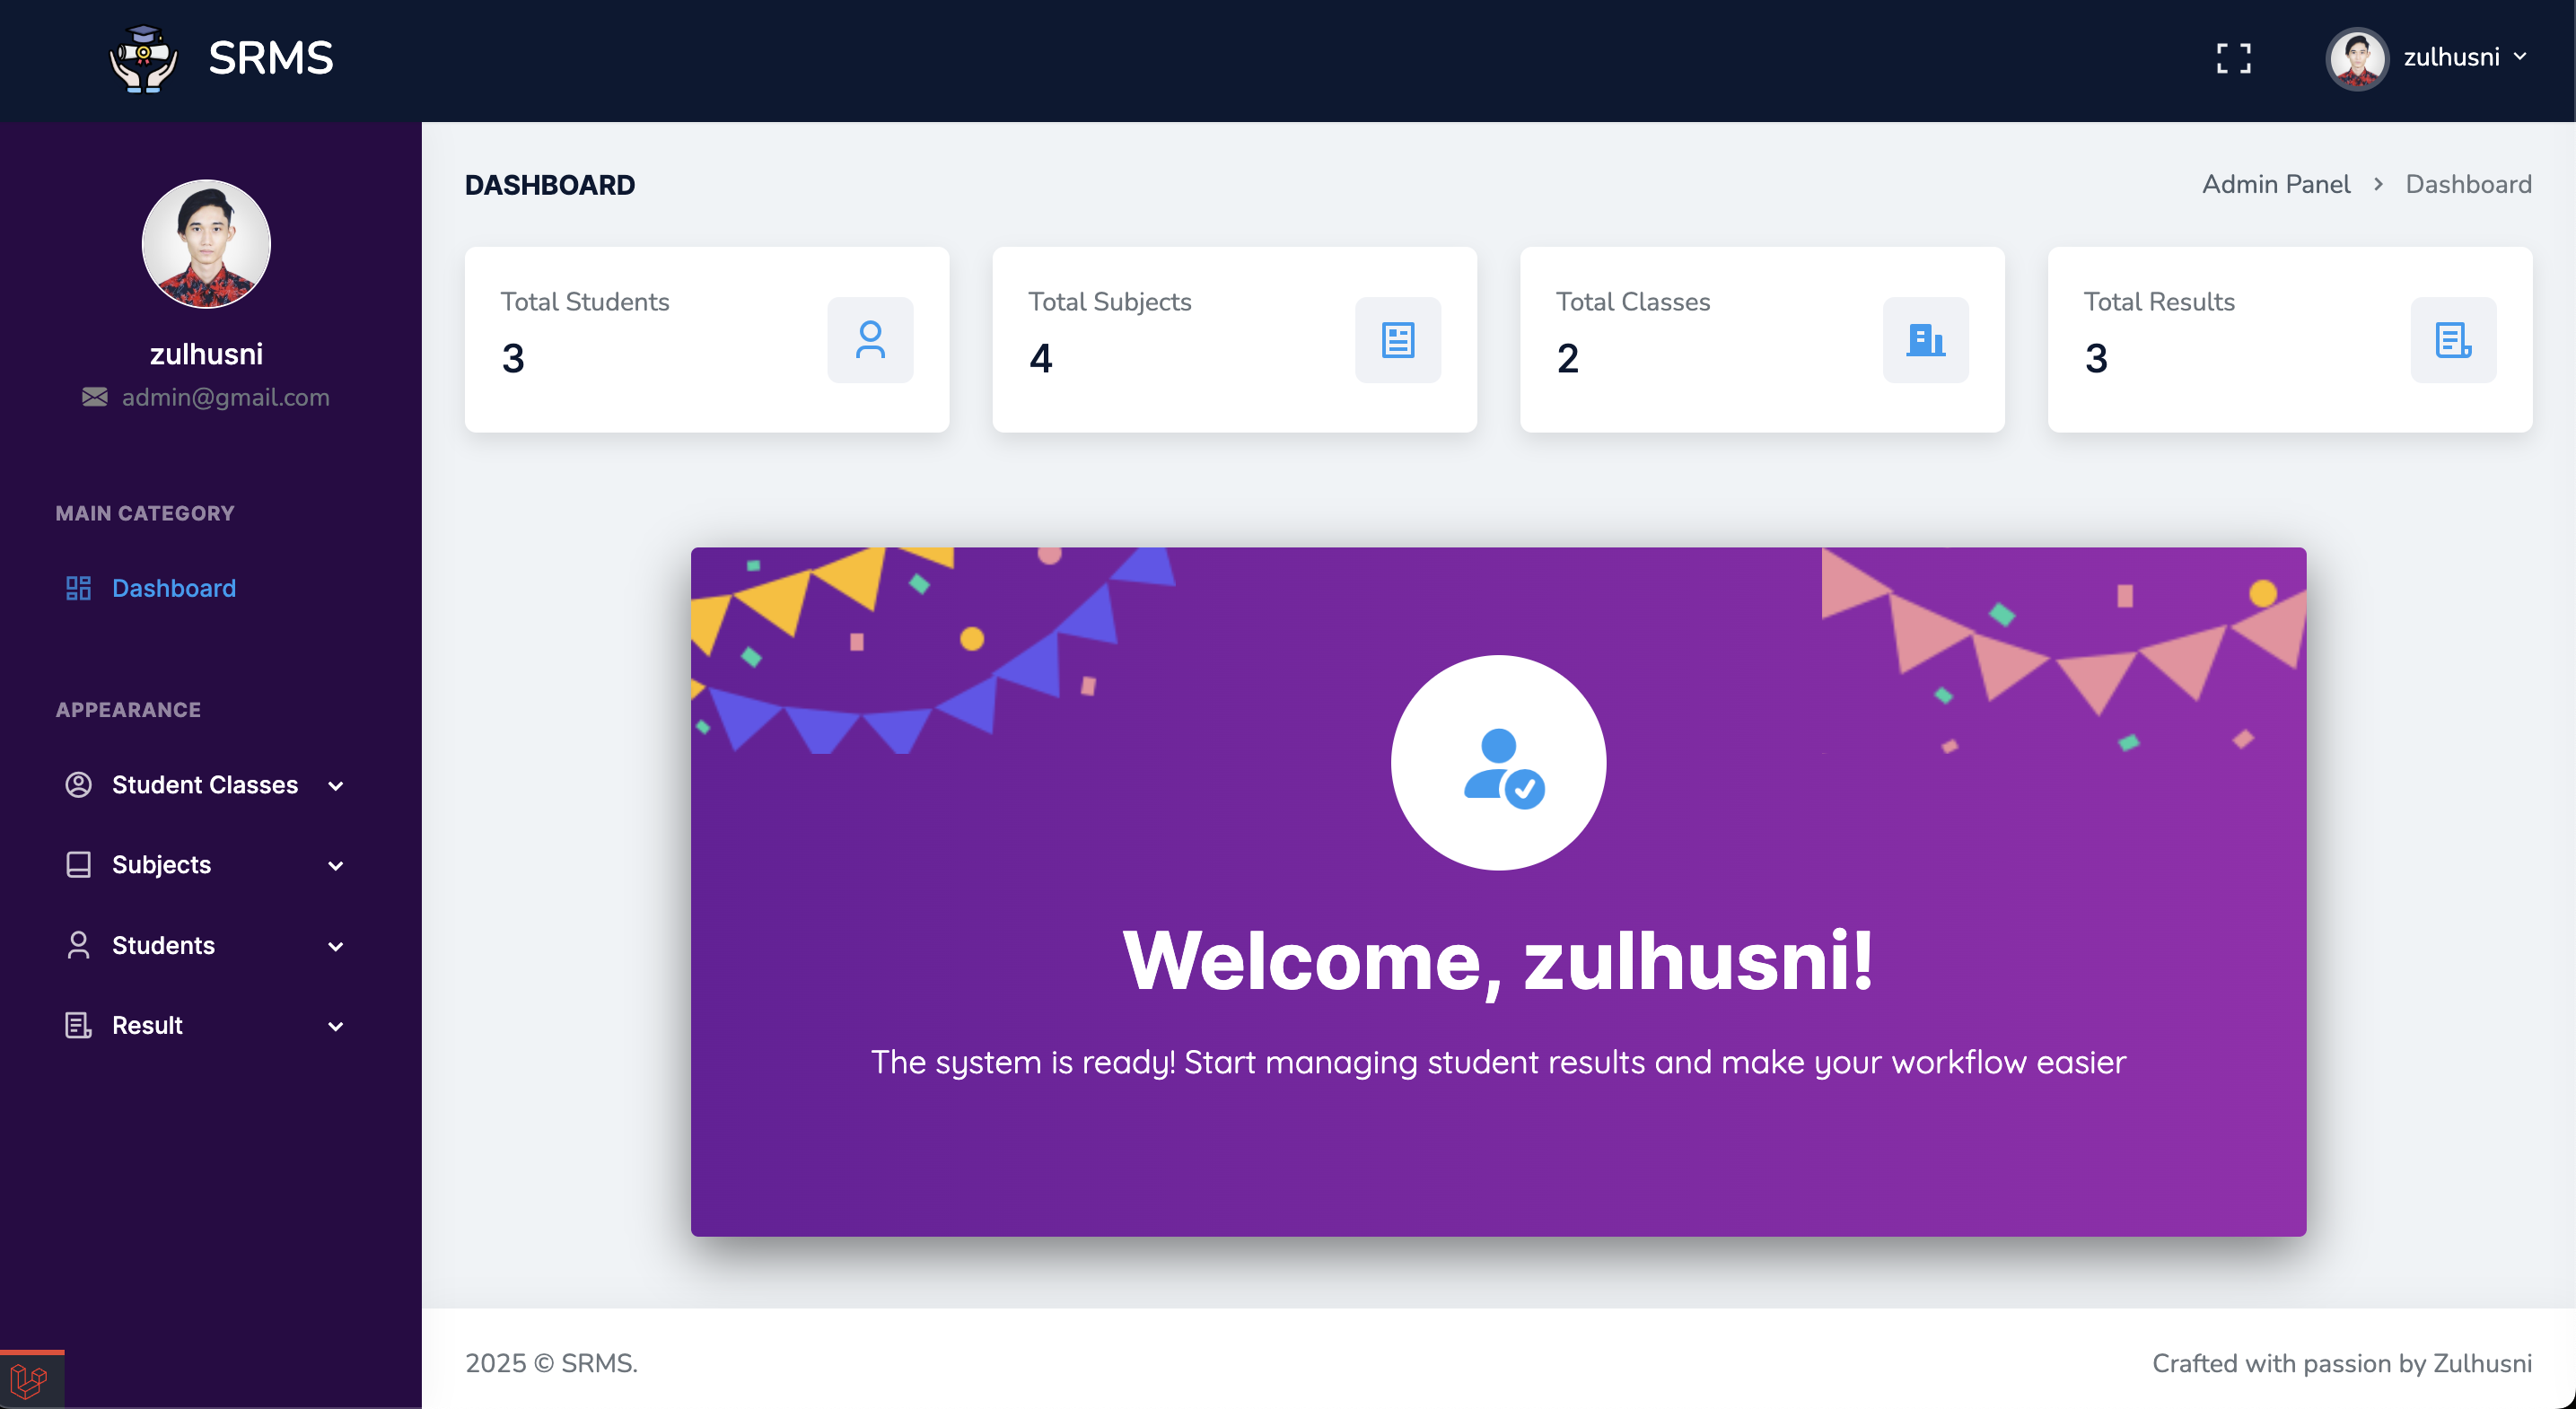 SRMS
zulhusni
zulhusni
admin@gmail.com
MAIN CATEGORY
Dashboard
APPEARANCE
Student Classes
Subjects
Students
Result
DASHBOARD
Admin Panel > Dashboard
Total Students
3
Total Subjects
4
Total Classes
2
Total Results
3
Welcome, zulhusni!
The system is ready! Start managing student results and make your workflow easier
2025 © SRMS.
Crafted with passion by Zulhusni